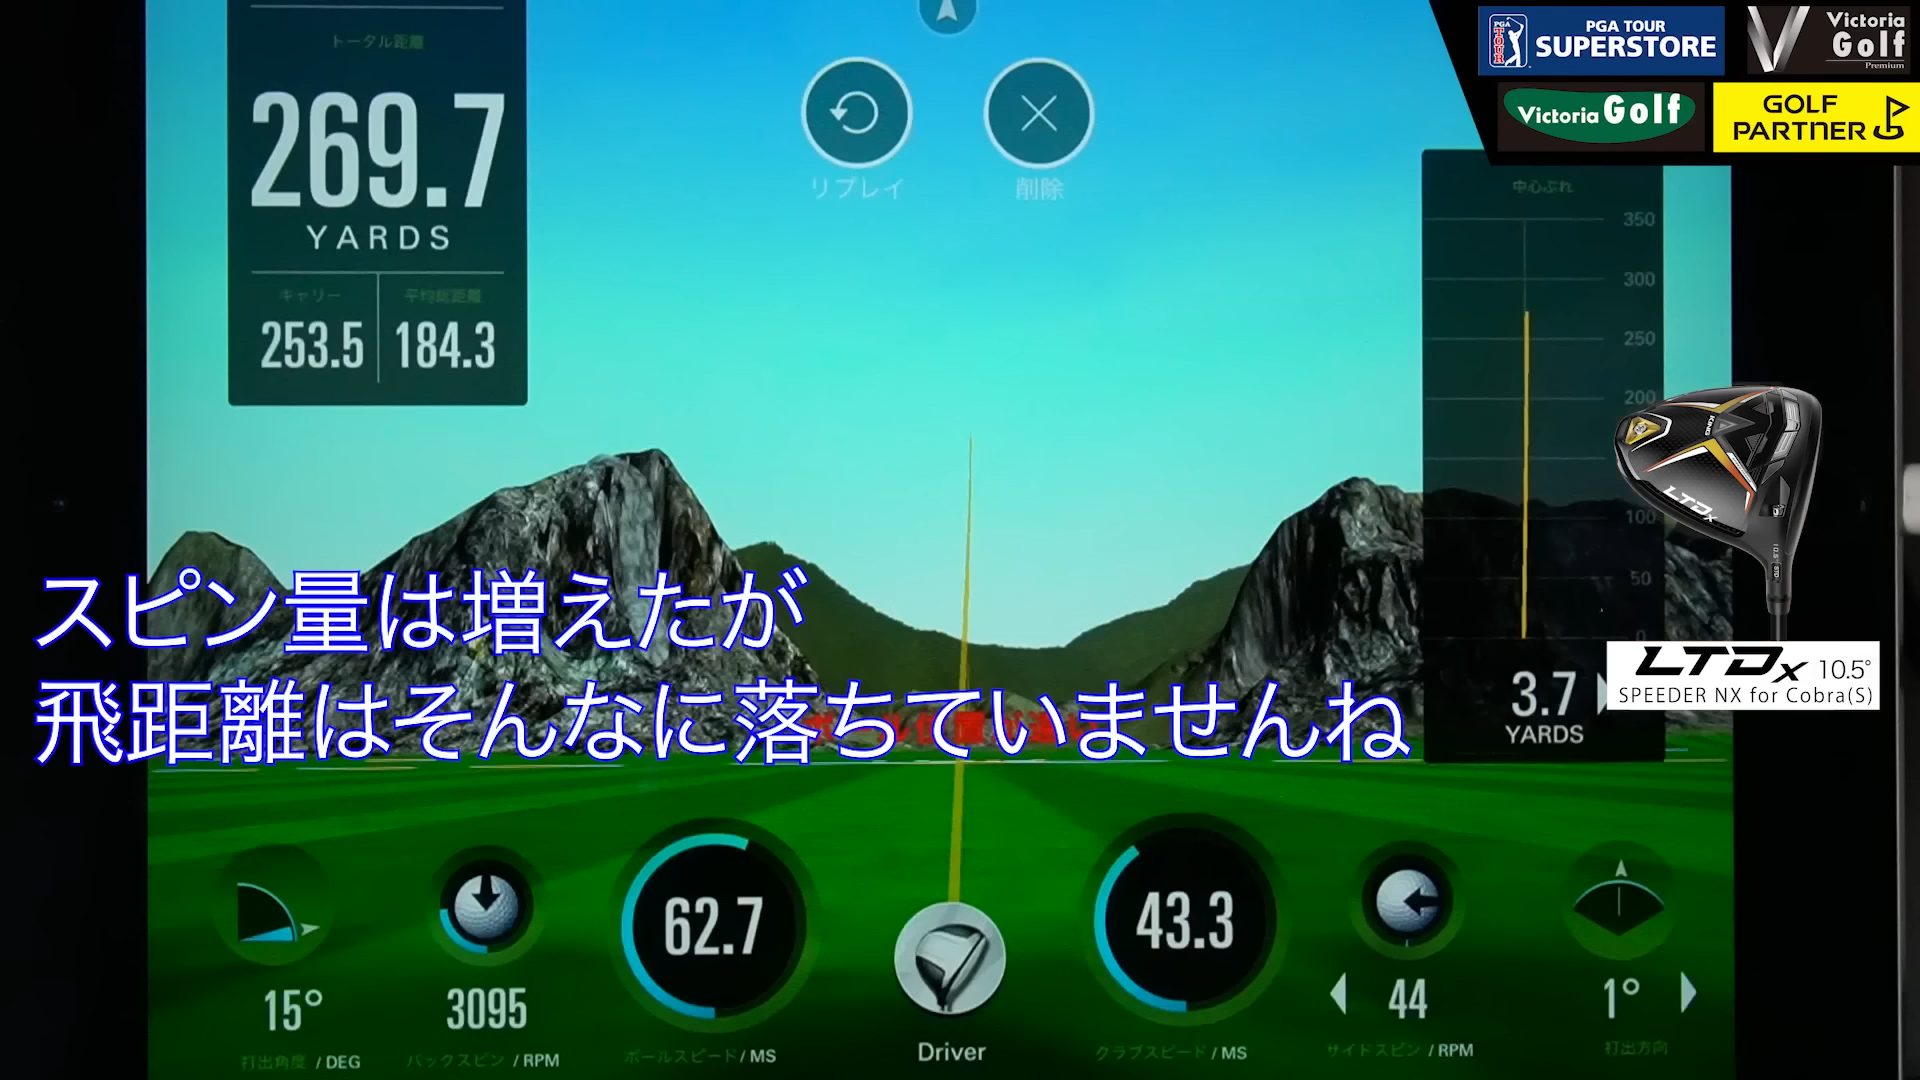 トータル距離
269.7
YARDS
キャリー
平均総距離
253.5
184.3
リプレイ
削除
PGA TOUR
SUPERSTORE
Victoria
Golf
Premium
Victoria Golf
GOLF
PARTNER
中心ぶれ
350
300
250
200
100
50
0
3.7
YARDS
KING
LTDx
LTDx 10.5°
SPEEDER NX for Cobra(S)
スピン量は増えたが
飛距離はそんなに落ちていませんね
15°
打出角度 / DEG
3095
バックスピン / RPM
62.7
ボールスピード / MS
Driver
43.3
クラブスピード / MS
44
サイドスピン / RPM
1°
打出方向